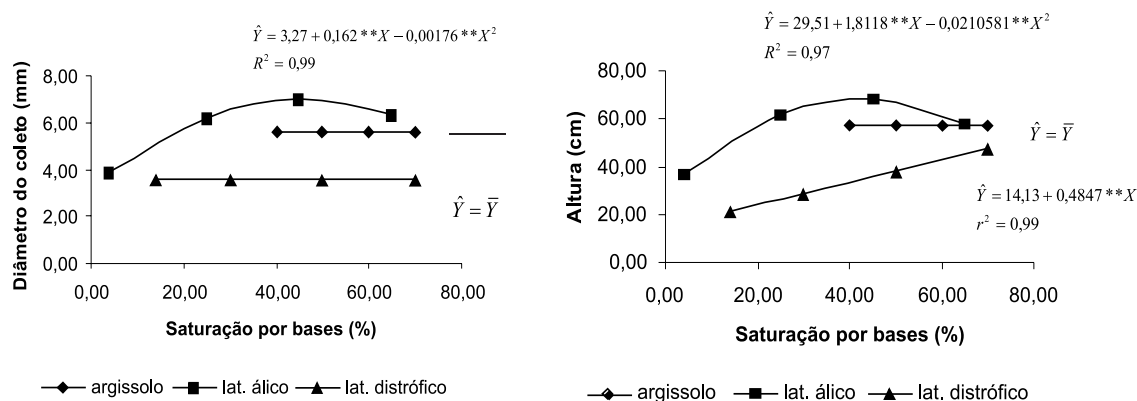 Ŷ = 3,27 + 0,162 ** X − 0,00176 ** X²
R² = 0,99
Diâmetro do coleto (mm)
8,00
6,00
4,00
2,00
0,00
Ŷ = Ȳ
0,00 20,00 40,00 60,00 80,00
Saturação por bases (%)
argissolo lat. álico lat. distrófico
Ŷ = 29,51 + 1,8118 ** X − 0,0210581 ** X²
R² = 0,97
Altura (cm)
80,00
60,00
40,00
20,00
0,00
Ŷ = Ȳ
Ŷ = 14,13 + 0,4847 ** X
r² = 0,99
0,00 20,00 40,00 60,00 80,00
Saturação por bases (%)
argissolo lat. álico lat. distrófico